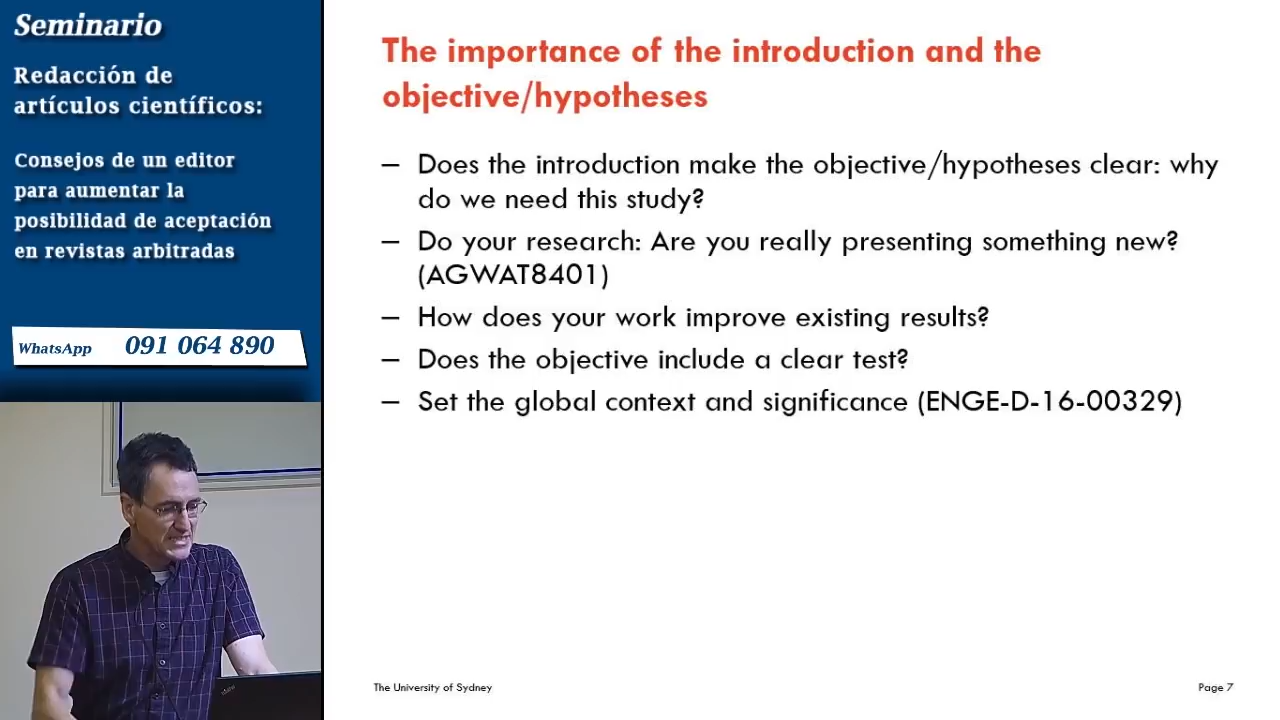 Seminario
Redacción de
artículos científicos:
Consejos de un editor
para aumentar la
posibilidad de aceptación
en revistas arbitradas
WhatsApp 091 064 890
The importance of the introduction and the
objective/hypotheses
– Does the introduction make the objective/hypotheses clear: why
do we need this study?
– Do your research: Are you really presenting something new?
(AGWAT8401)
– How does your work improve existing results?
– Does the objective include a clear test?
– Set the global context and significance (ENGE-D-16-00329)
The University of Sydney
Page 7